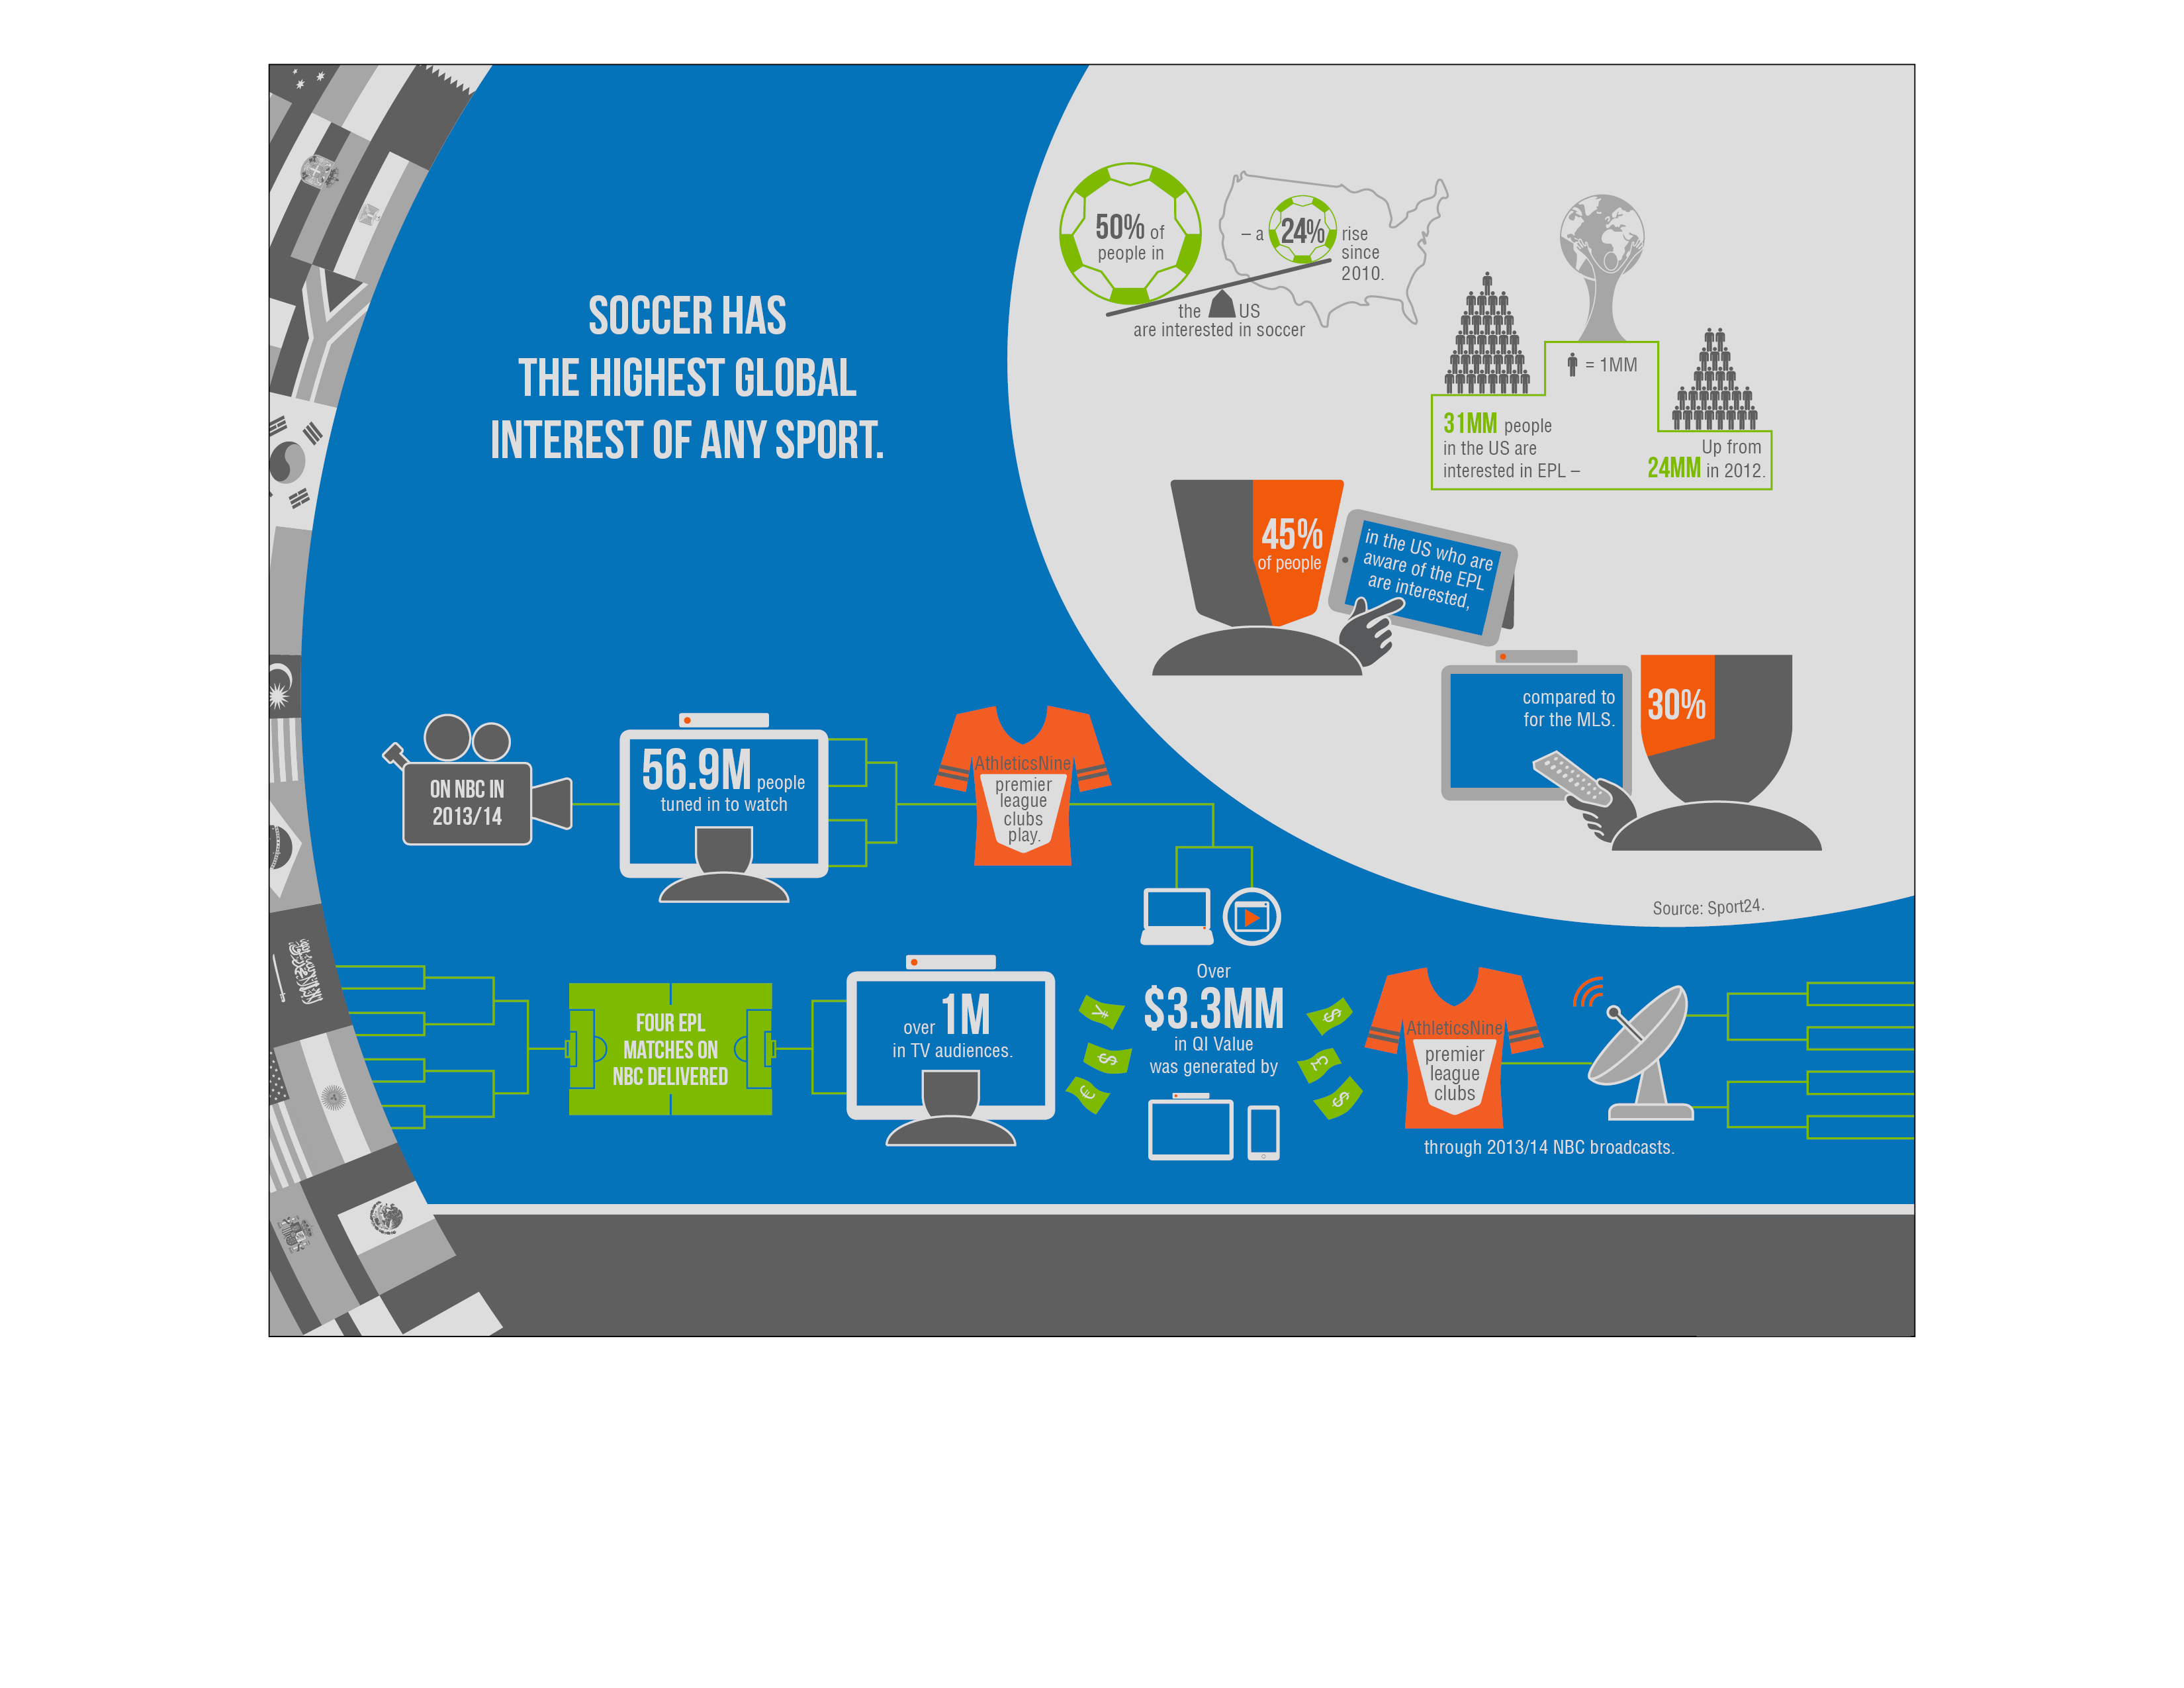 SOCCER HAS
THE HIGHEST GLOBAL
INTEREST OF ANY SPORT.
50% of
people in
the US
are interested in soccer
– a 24% rise
since
2010.
= 1MM
31MM people
in the US are
interested in EPL –
Up from
24MM in 2012.
45%
of people
in the US who are
aware of the EPL
are interested,
compared to
for the MLS.
30%
Source: Sport24.
ON NBC IN
2013/14
56.9M people
tuned in to watch
AthleticsNine
premier
league
clubs
play.
FOUR EPL
MATCHES ON
NBC DELIVERED
over 1M
in TV audiences.
Over
$3.3MM
in QI Value
was generated by
¥
$
€
$
£
$
AthleticsNine
premier
league
clubs
through 2013/14 NBC broadcasts.